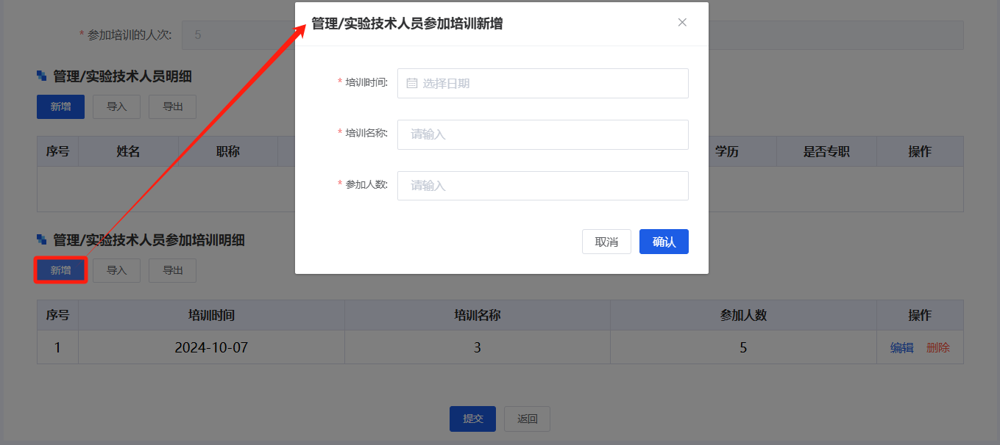 * 参加培训的人次: 5
管理/实验技术人员明细
新增 导入 导出
序号 姓名 职称 学历 是否专职 操作
管理/实验技术人员参加培训明细
新增 导入 导出
序号 培训时间 培训名称 参加人数 操作
1 2024-10-07 3 5 编辑 删除
提交 返回
管理/实验技术人员参加培训新增
* 培训时间: 选择日期
* 培训名称: 请输入
* 参加人数: 请输入
取消 确认